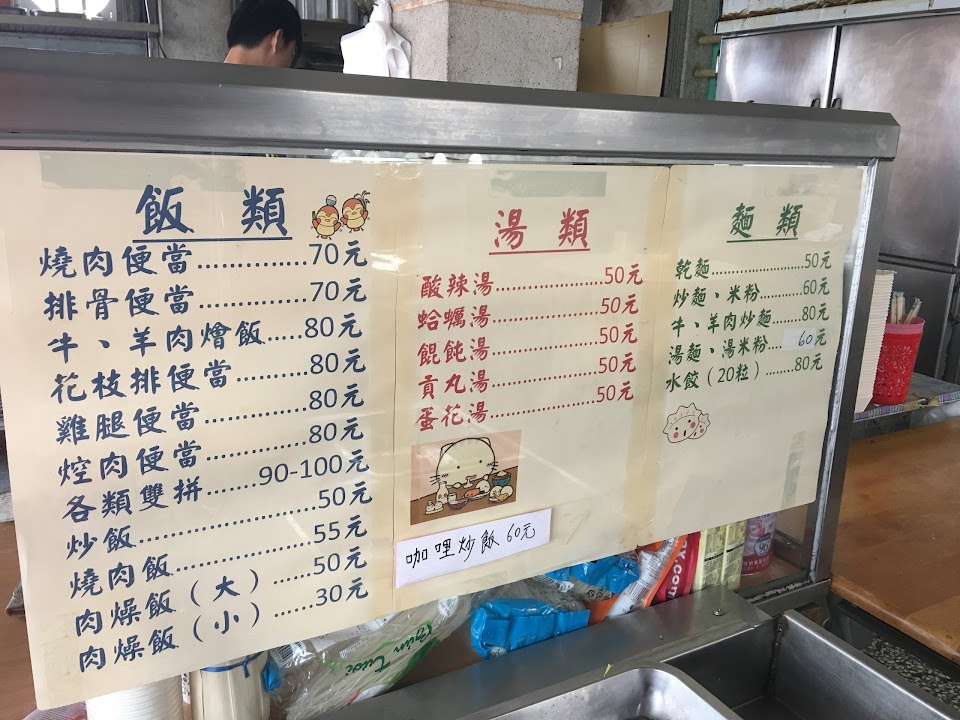 飯 類
燒肉便當...............70元
排骨便當...............70元
牛、羊肉燴飯.....80元
花枝排便當..........80元
雞腿便當...............80元
焢肉便當...............80元
各類雙拼.......90-100元
炒飯........................50元
燒肉飯...................55元
肉燥飯(大)......50元
肉燥飯(小)......30元
湯 類
酸辣湯.....................50元
蛤蠣湯.....................50元
餛飩湯.....................50元
貢丸湯.....................50元
蛋花湯.....................50元
咖哩炒飯 60元
麵 類
乾麵........................50元
炒麵、米粉............60元
牛、羊肉炒麵........80元
湯麵、湯米粉.....60元
水餃(20粒)........80元